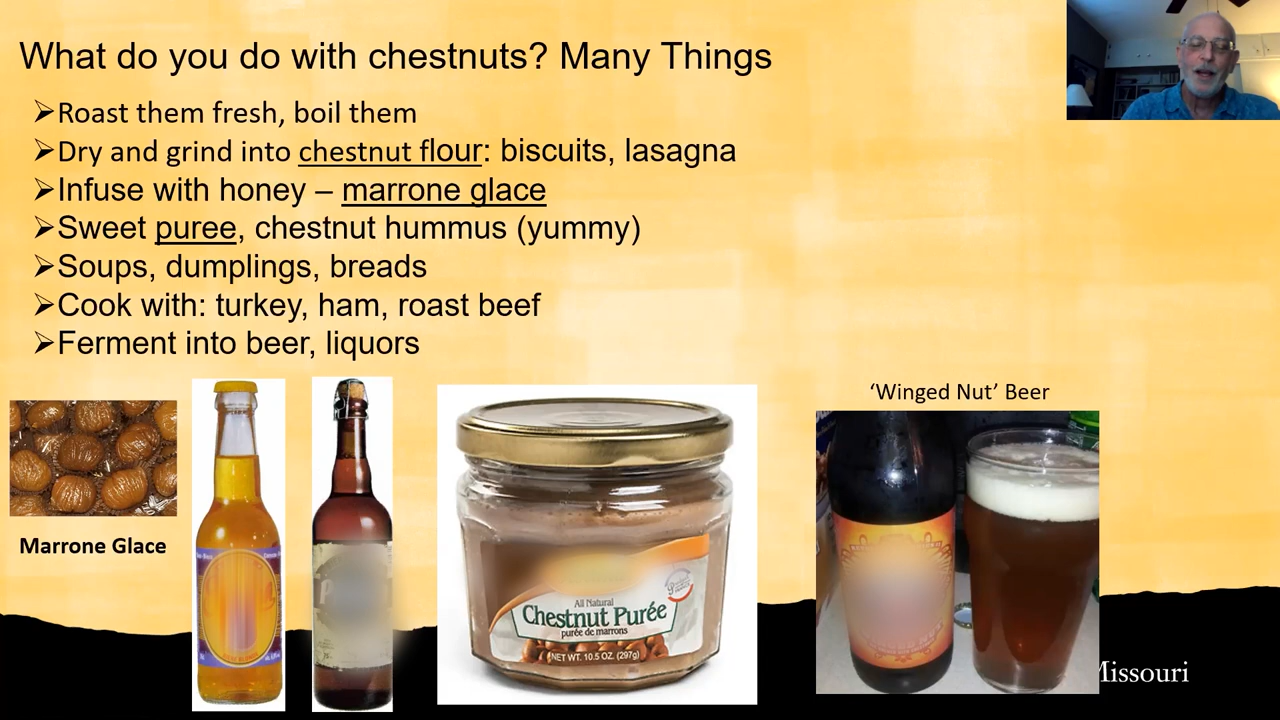 What do you do with chestnuts? Many Things
➢Roast them fresh, boil them
➢Dry and grind into chestnut flour: biscuits, lasagna
➢Infuse with honey – marrone glace
➢Sweet puree, chestnut hummus (yummy)
➢Soups, dumplings, breads
➢Cook with: turkey, ham, roast beef
➢Ferment into beer, liquors
‘Winged Nut’ Beer
Marrone Glace
All Natural
Chestnut Purée
purée de marrons
NET WT. 10.5 OZ. (297g)
Missouri